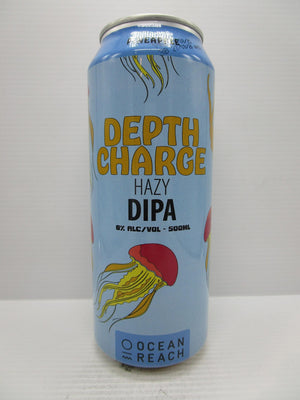 DEPTH
CHARGE
HAZY
DIPA
8% ALC/VOL - 500ML
OCEAN
REACH